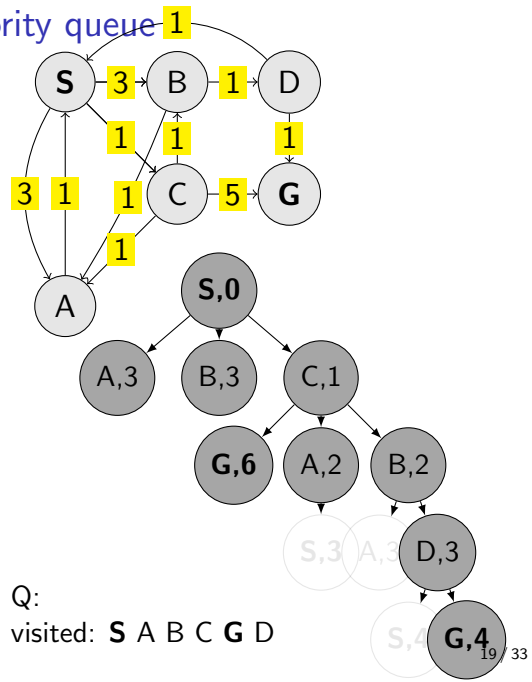 ority queue
1
S 3 B 1 D
1 1 1
3 1 1 C 5 G
1
A
S,0
A,3 B,3 C,1
G,6 A,2 B,2
S,3 A,3 D,3
Q:
visited: S A B C G D
S,4 G,4
19 / 33